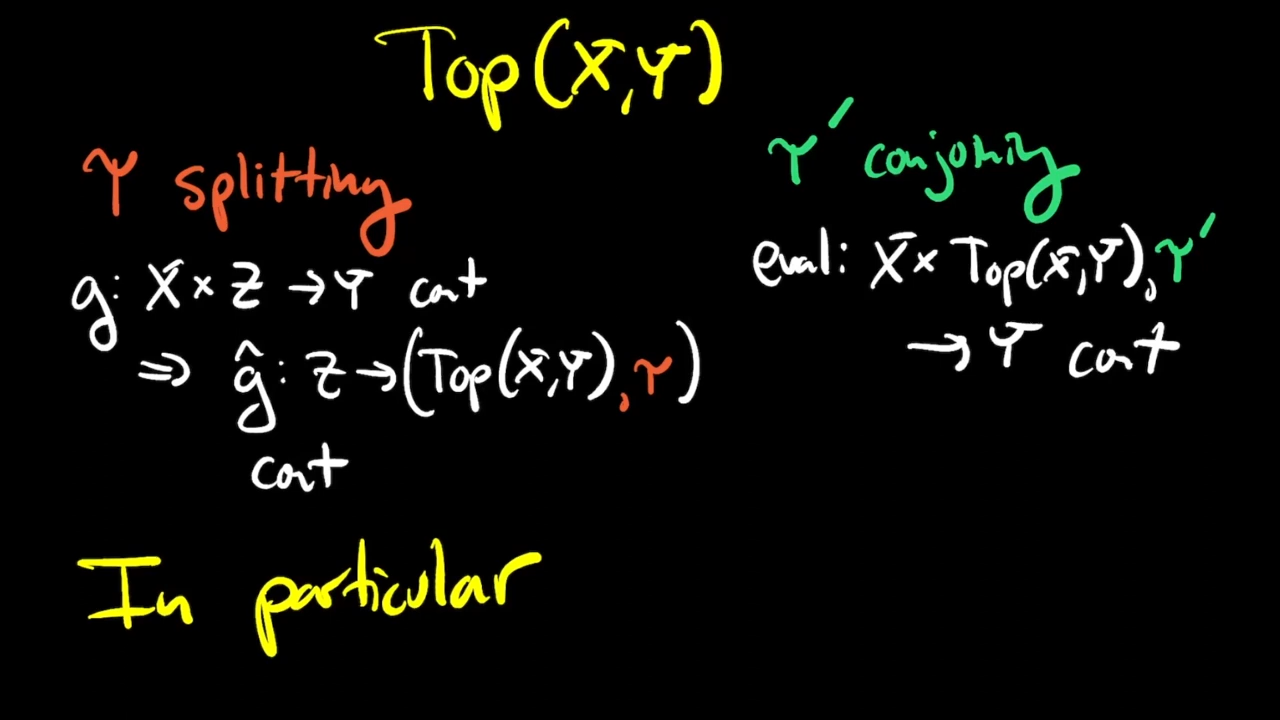 Top(X,Y)
τ splitting
g: X × Z → Y cont
⇒ ĝ: Z → (Top(X,Y), τ)
cont
τ′ conjoining
eval: X × Top(X,Y), τ′
→ Y cont
In particular